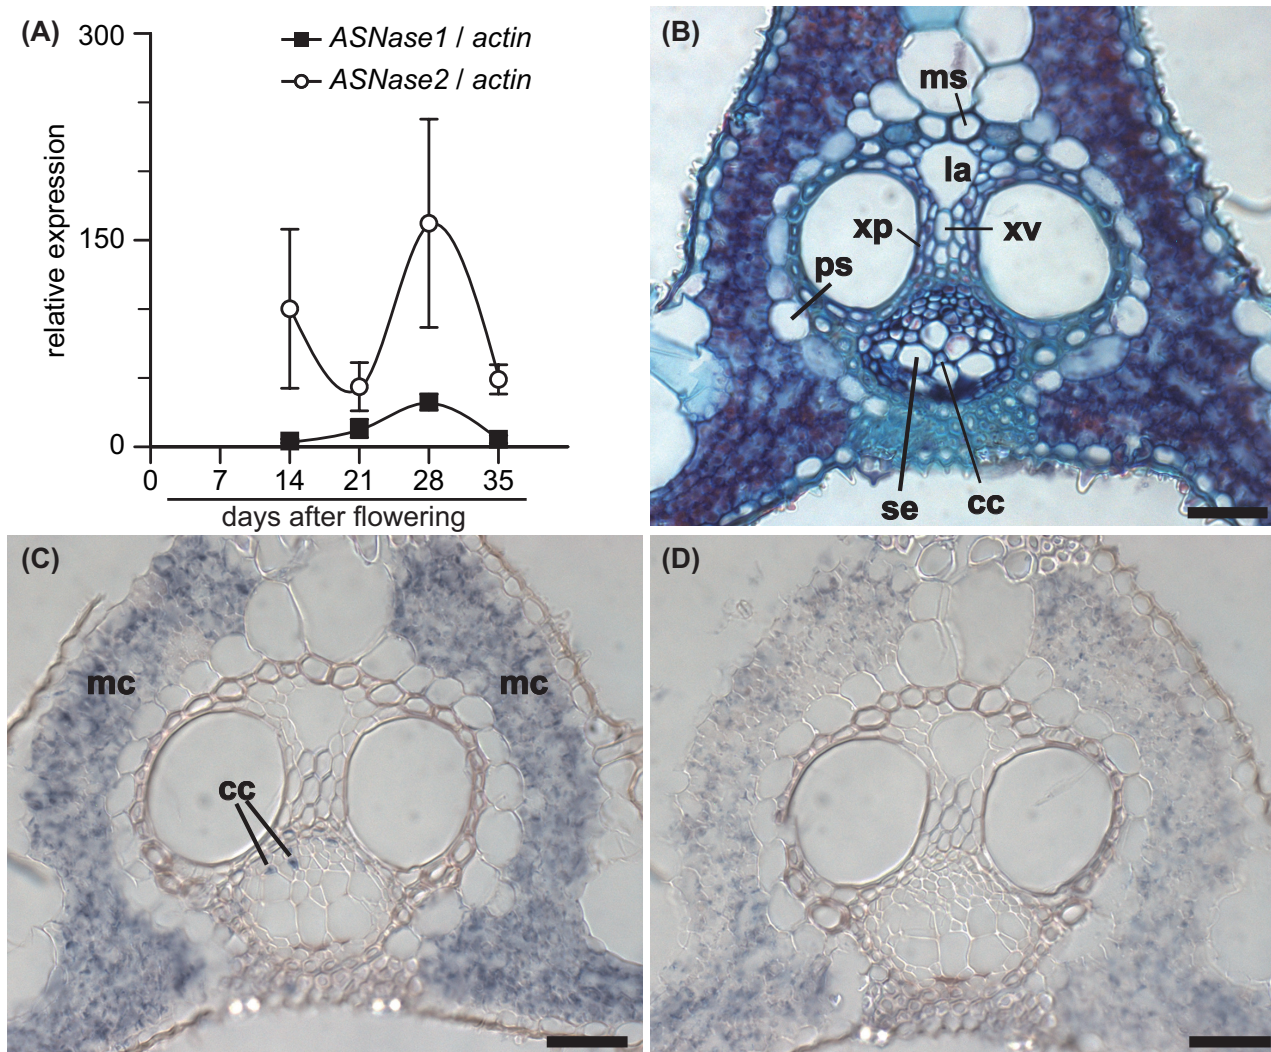 (A)
300
ASNase1 / actin
ASNase2 / actin
relative expression
150
0
0 7 14 21 28 35
days after flowering
(B)
ms
la
xp
xv
ps
se
cc
(C)
mc
mc
cc
(D)